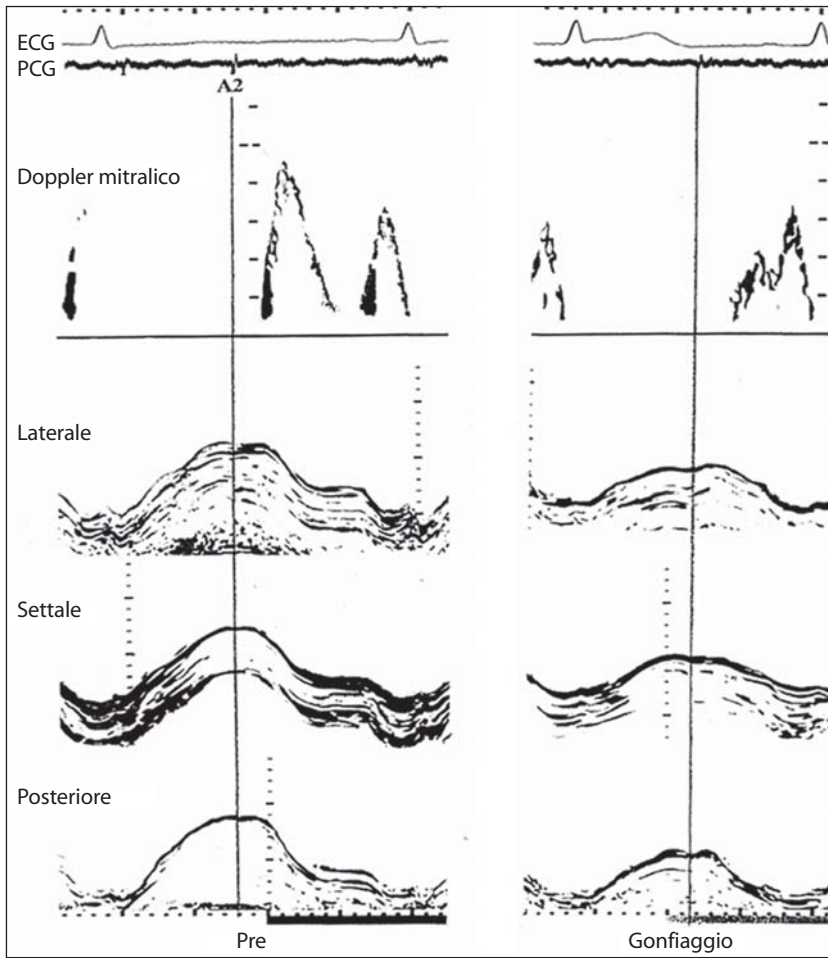 ECG
PCG
A2
Doppler mitralico
Laterale
Settale
Posteriore
Pre
Gonfiaggio